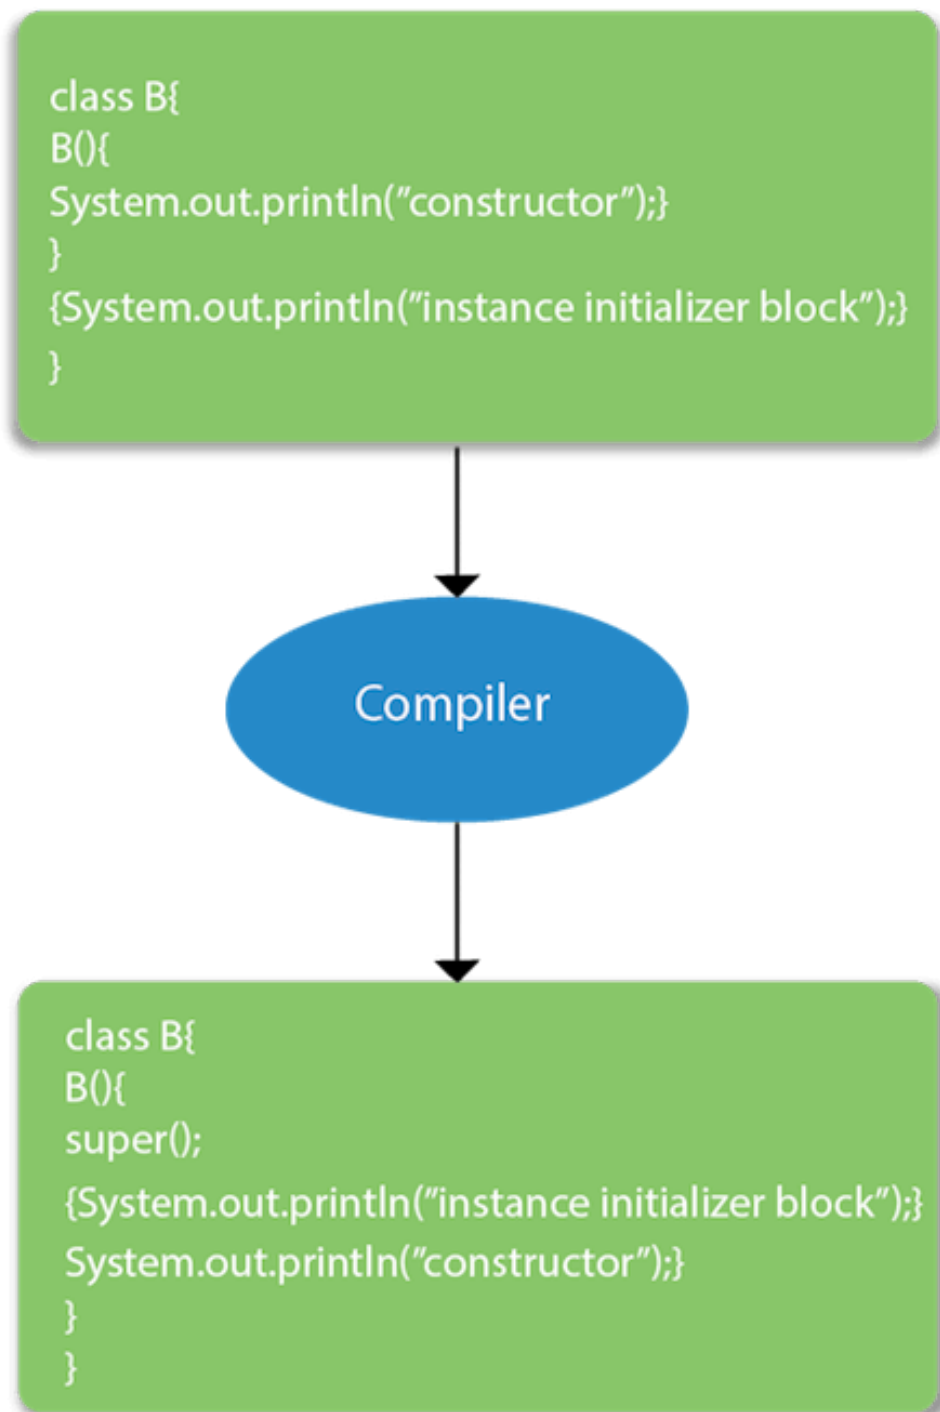 class B{
B(){
System.out.println("constructor");}
}
{System.out.println("instance initializer block");}
}
Compiler
class B{
B(){
super();
{System.out.println("instance initializer block");}
System.out.println("constructor");}
}
}